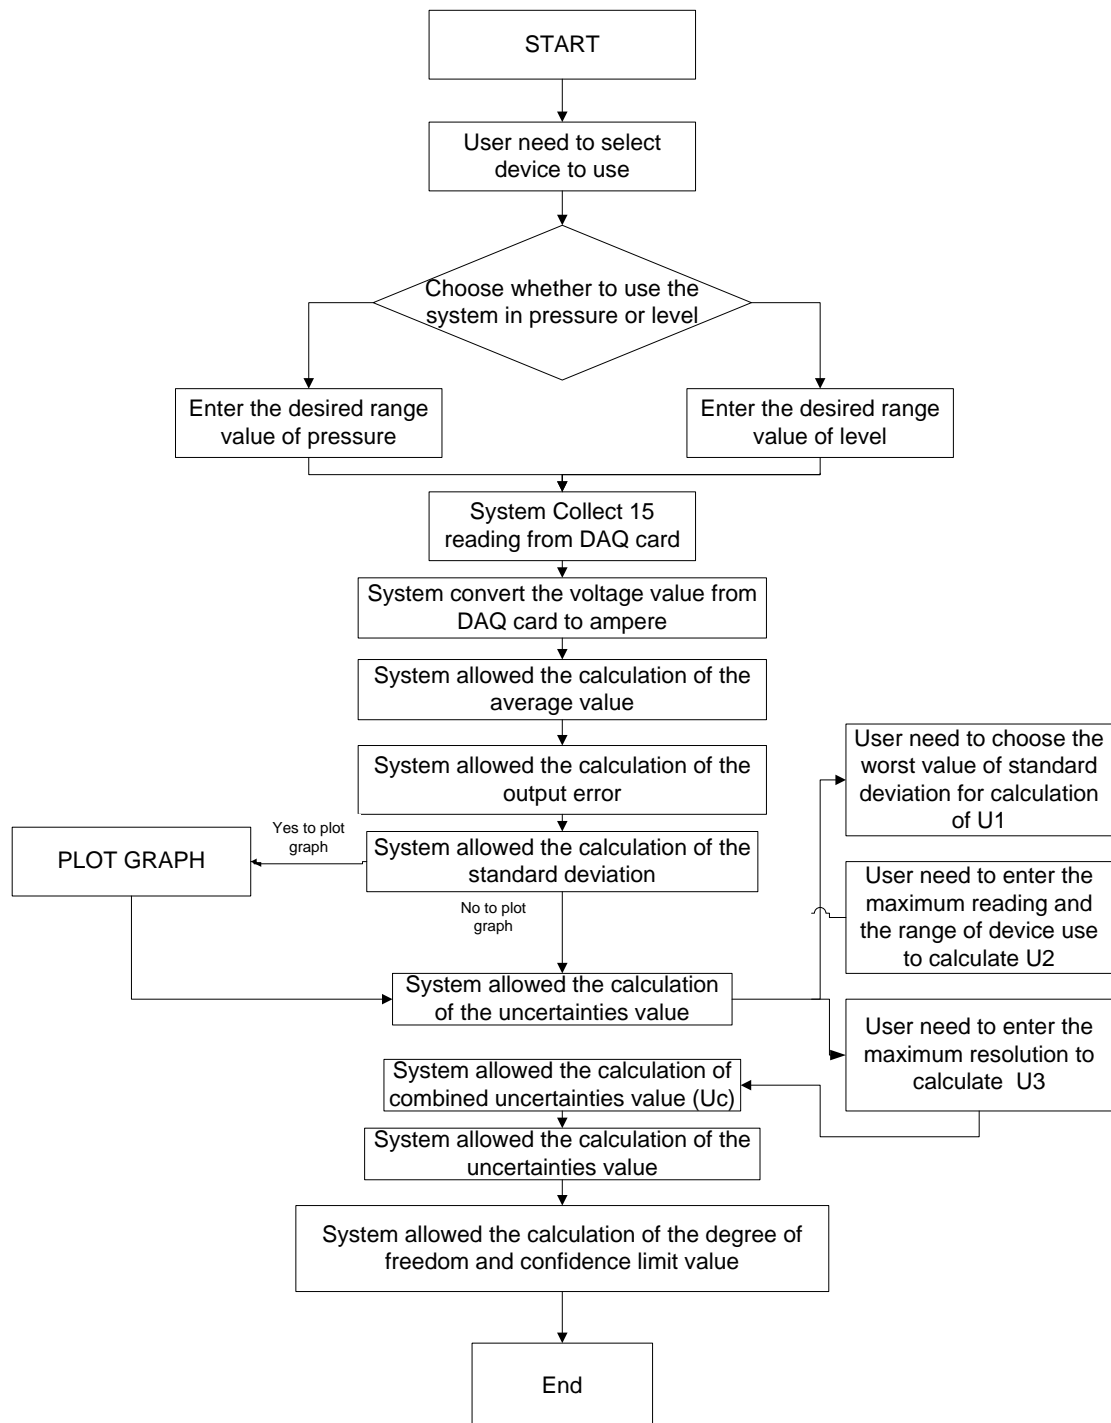 START
User need to select
device to use
Choose whether to use the
system in pressure or level
Enter the desired range
value of pressure
Enter the desired range
value of level
System Collect 15
reading from DAQ card
System convert the voltage value from
DAQ card to ampere
System allowed the calculation of the
average value
System allowed the calculation of the
output error
User need to choose the
worst value of standard
deviation for calculation
of U1
Yes to plot
graph
PLOT GRAPH
System allowed the calculation of the
standard deviation
User need to enter the
maximum reading and
the range of device use
to calculate U2
No to plot
graph
System allowed the calculation
of the uncertainties value
User need to enter the
maximum resolution to
calculate  U3
System allowed the calculation of
combined uncertainties value (Uc)
System allowed the calculation of the
uncertainties value
System allowed the calculation of the degree of
freedom and confidence limit value
End